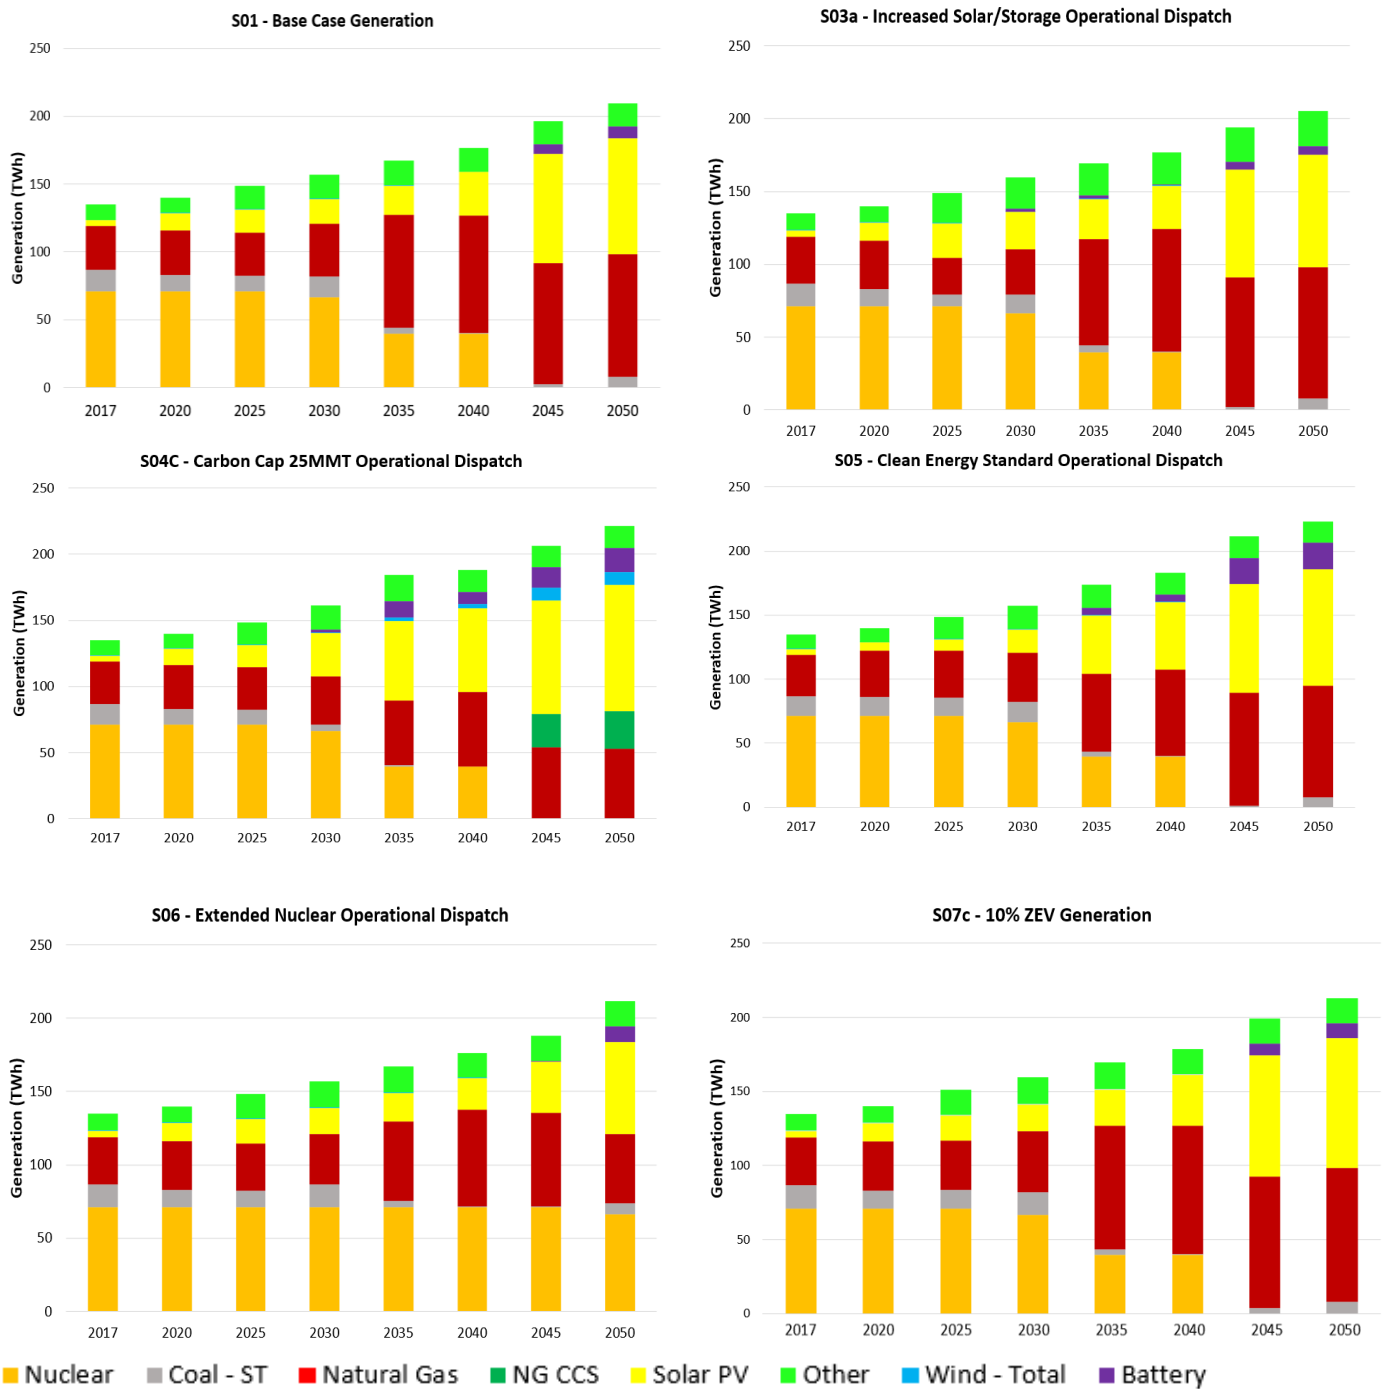 S01 - Base Case Generation
Generation (TWh)
250
200
150
100
50
0
2017 2020 2025 2030 2035 2040 2045 2050
S03a - Increased Solar/Storage Operational Dispatch
Generation (TWh)
250
200
150
100
50
0
2017 2020 2025 2030 2035 2040 2045 2050
S04C - Carbon Cap 25MMT Operational Dispatch
Generation (TWh)
250
200
150
100
50
0
2017 2020 2025 2030 2035 2040 2045 2050
S05 - Clean Energy Standard Operational Dispatch
Generation (TWh)
250
200
150
100
50
0
2017 2020 2025 2030 2035 2040 2045 2050
S06 - Extended Nuclear Operational Dispatch
Generation (TWh)
250
200
150
100
50
0
2017 2020 2025 2030 2035 2040 2045 2050
S07c - 10% ZEV Generation
Generation (TWh)
250
200
150
100
50
0
2017 2020 2025 2030 2035 2040 2045 2050
Nuclear Coal - ST Natural Gas NG CCS Solar PV Other Wind - Total Battery